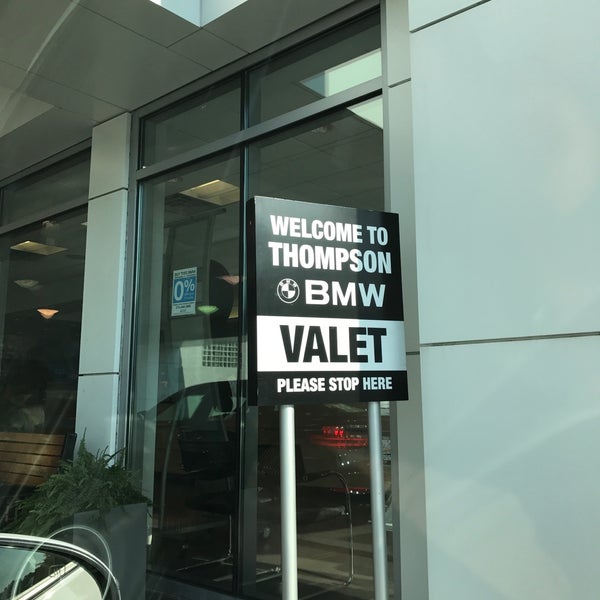 WELCOME TO
THOMPSON
BMW
VALET
PLEASE STOP HERE
0%